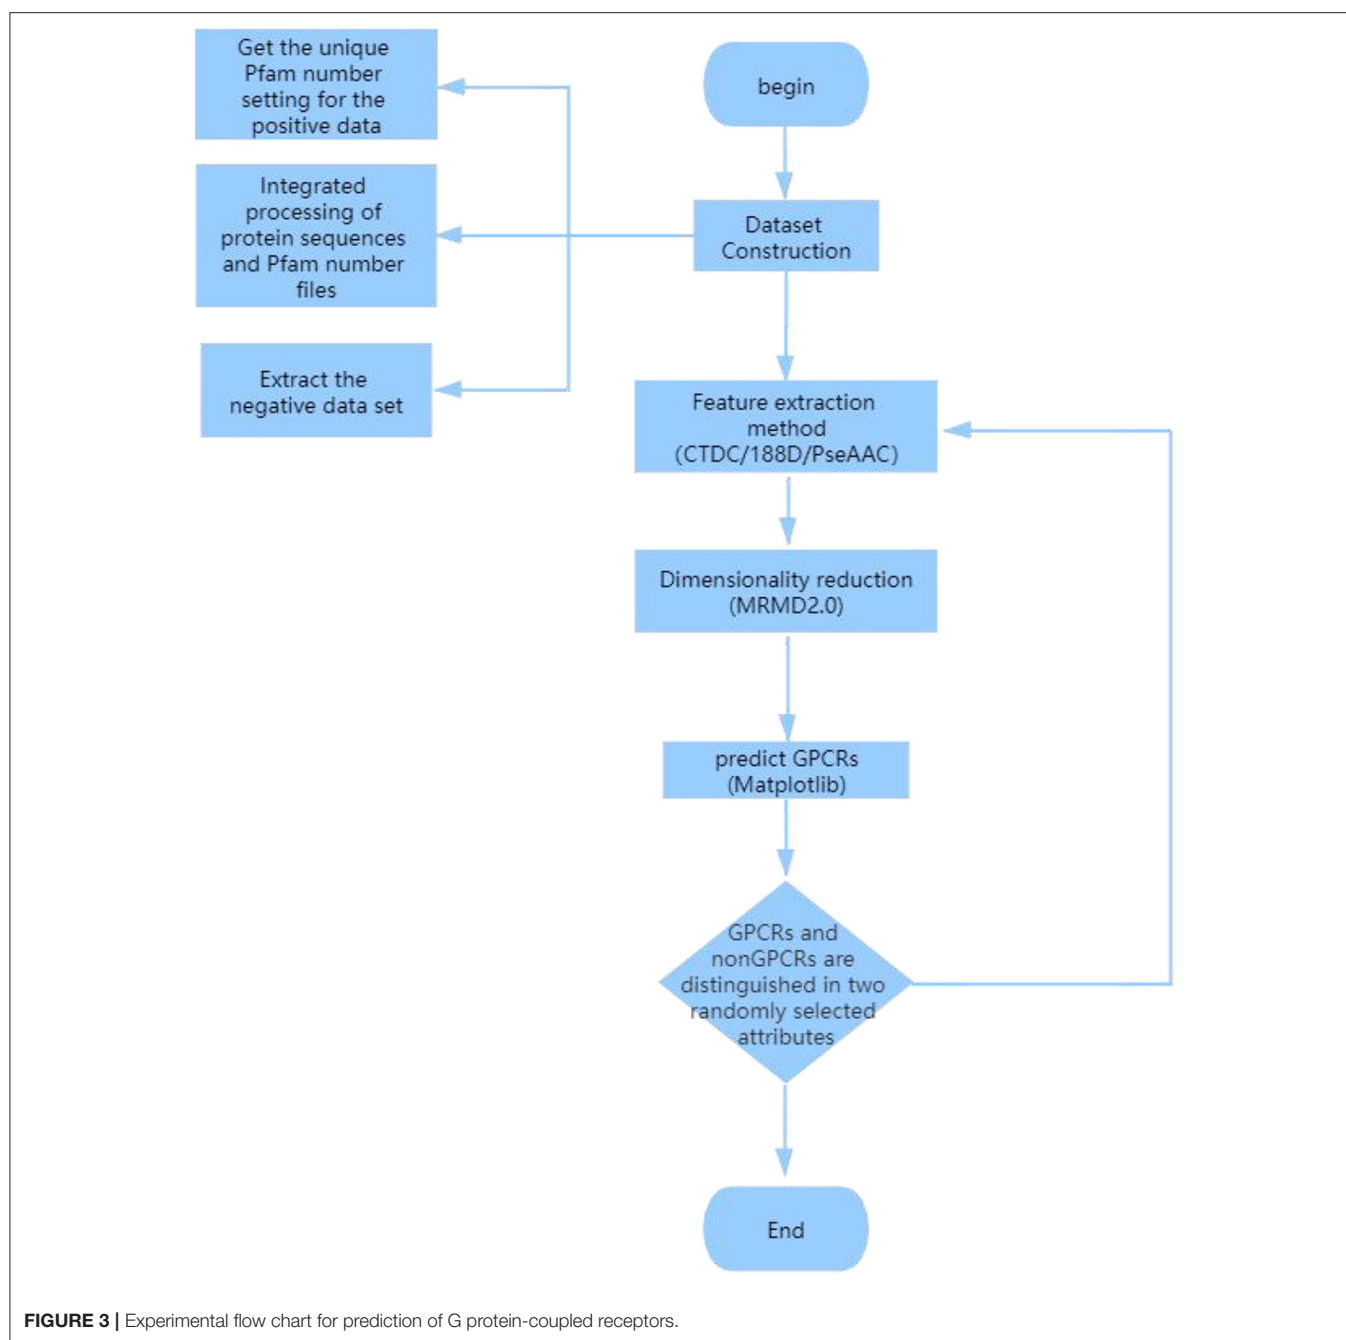 Get the unique
Pfam number
setting for the
positive data
begin
Integrated
processing of
protein sequences
and Pfam number
files
Dataset
Construction
Extract the
negative data set
Feature extraction
method
(CTDC/188D/PseAAC)
Dimensionality reduction
(MRMD2.0)
predict GPCRs
(Matplotlib)
GPCRs and
nonGPCRs are
distinguished in two
randomly selected
attributes
End
FIGURE 3 | Experimental flow chart for prediction of G protein-coupled receptors.